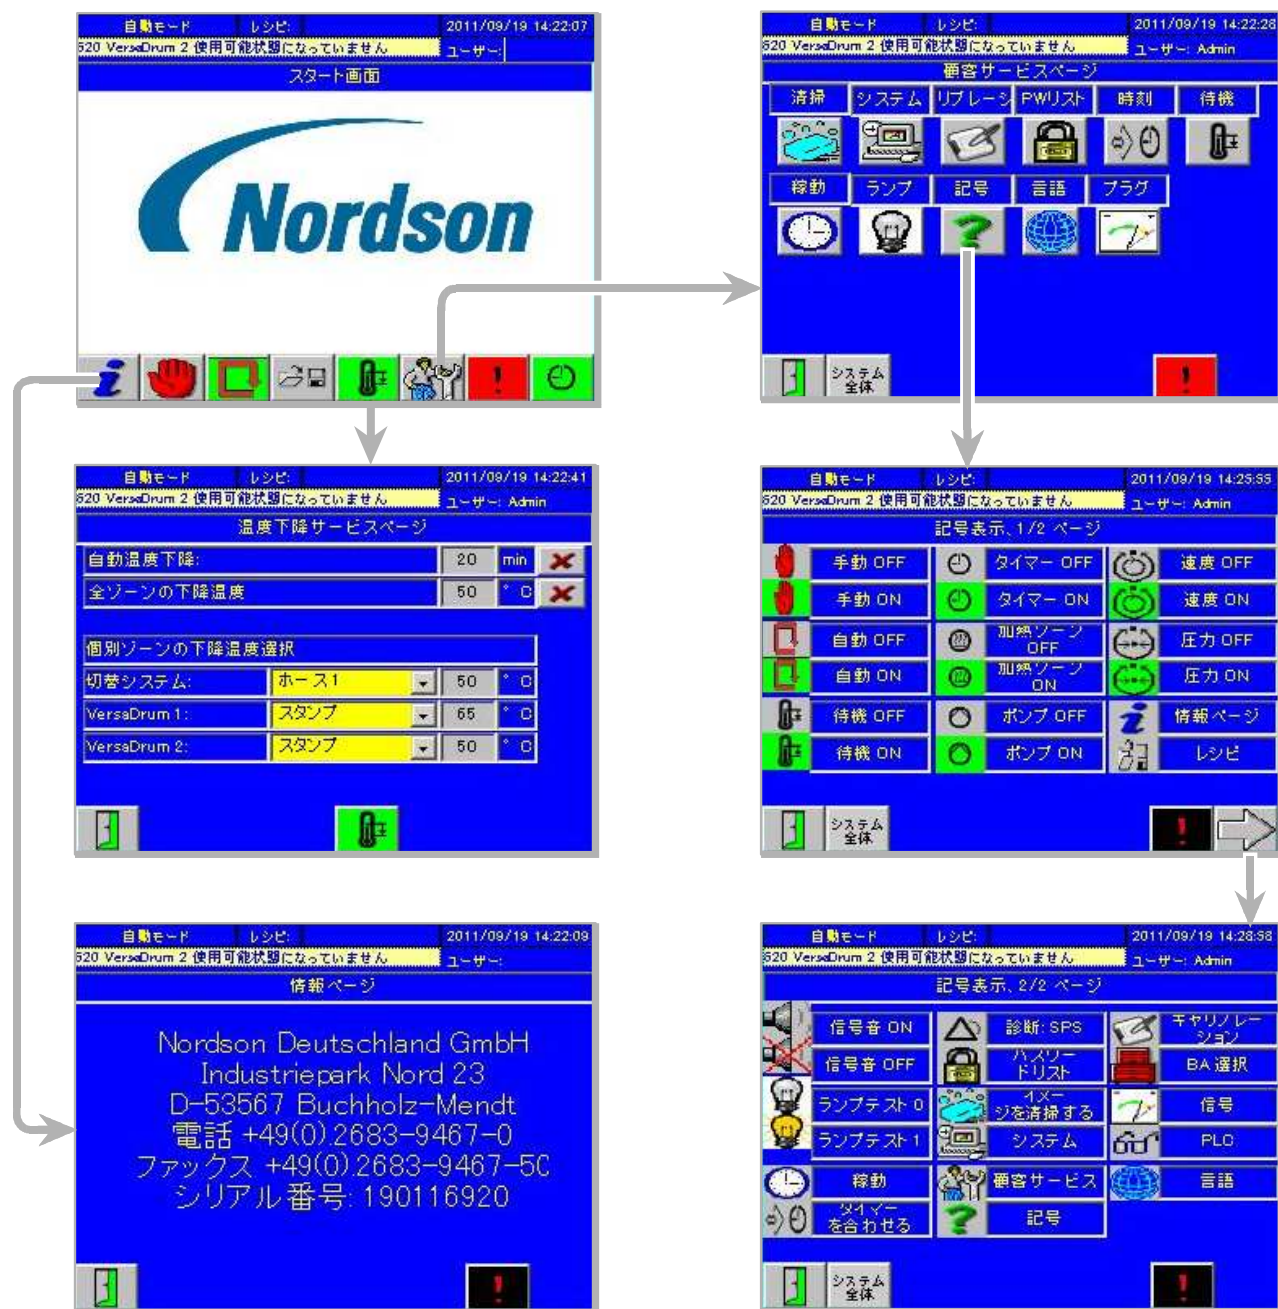 自動モード レシピ: 2011/09/19 14:22:07
520 VersaDrum 2 使用可能状態になっていません ユーザー:
スタート画面
Nordson
自動モード レシピ: 2011/09/19 14:22:28
520 VersaDrum 2 使用可能状態になっていません ユーザー: Admin
顧客サービスページ
清掃 システム リブレーシ PWリスト 時刻 待機
稼動 ランプ 記号 言語 プラグ
システム
全体
自動モード レシピ: 2011/09/19 14:22:41
520 VersaDrum 2 使用可能状態になっていません ユーザー: Admin
温度下降サービスページ
自動温度下降: 20 min
全ゾーンの下降温度 50 ° C
個別ゾーンの下降温度選択
切替システム: ホース1 50 ° C
VersaDrum 1: スタンプ 65 ° C
VersaDrum 2: スタンプ 50 ° C
自動モード レシピ: 2011/09/19 14:25:55
520 VersaDrum 2 使用可能状態になっていません ユーザー: Admin
記号表示、1/2 ページ
手動 OFF タイマー OFF 速度 OFF
手動 ON タイマー ON 速度 ON
自動 OFF 加熱ゾーン OFF 圧力 OFF
自動 ON 加熱ゾーン ON 圧力 ON
待機 OFF ポンプ OFF 情報ページ
待機 ON ポンプ ON レシピ
システム
全体
自動モード レシピ: 2011/09/19 14:22:09
520 VersaDrum 2 使用可能状態になっていません ユーザー:
情報ページ
Nordson Deutschland GmbH
Industriepark Nord 23
D-53567 Buchholz-Mendt
電話 +49(0).2683-9467-0
ファックス +49(0).2683-9467-50
シリアル番号: 190116920
自動モード レシピ: 2011/09/19 14:28:58
520 VersaDrum 2 使用可能状態になっていません ユーザー: Admin
記号表示、2/2 ページ
信号音 ON 診断: SPS キャリブレーション
信号音 OFF パスワードリスト BA 選択
ランプテスト 0 イメージを清掃する 信号
ランプテスト 1 システム PLC
稼動 顧客サービス 言語
タイマーを合わせる 記号
システム
全体